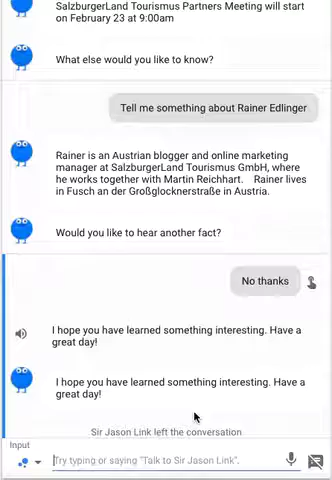 SalzburgerLand Tourismus Partners Meeting will start
on February 23 at 9:00am
What else would you like to know?
Tell me something about Rainer Edlinger
Rainer is an Austrian blogger and online marketing
manager at SalzburgerLand Tourismus GmbH, where
he works together with Martin Reichhart. Rainer lives
in Fusch an der Großglocknerstraße in Austria.
Would you like to hear another fact?
No thanks
I hope you have learned something interesting. Have a
great day!
I hope you have learned something interesting. Have a
great day!
Sir Jason Link left the conversation
Input
Try typing or saying "Talk to Sir Jason Link".